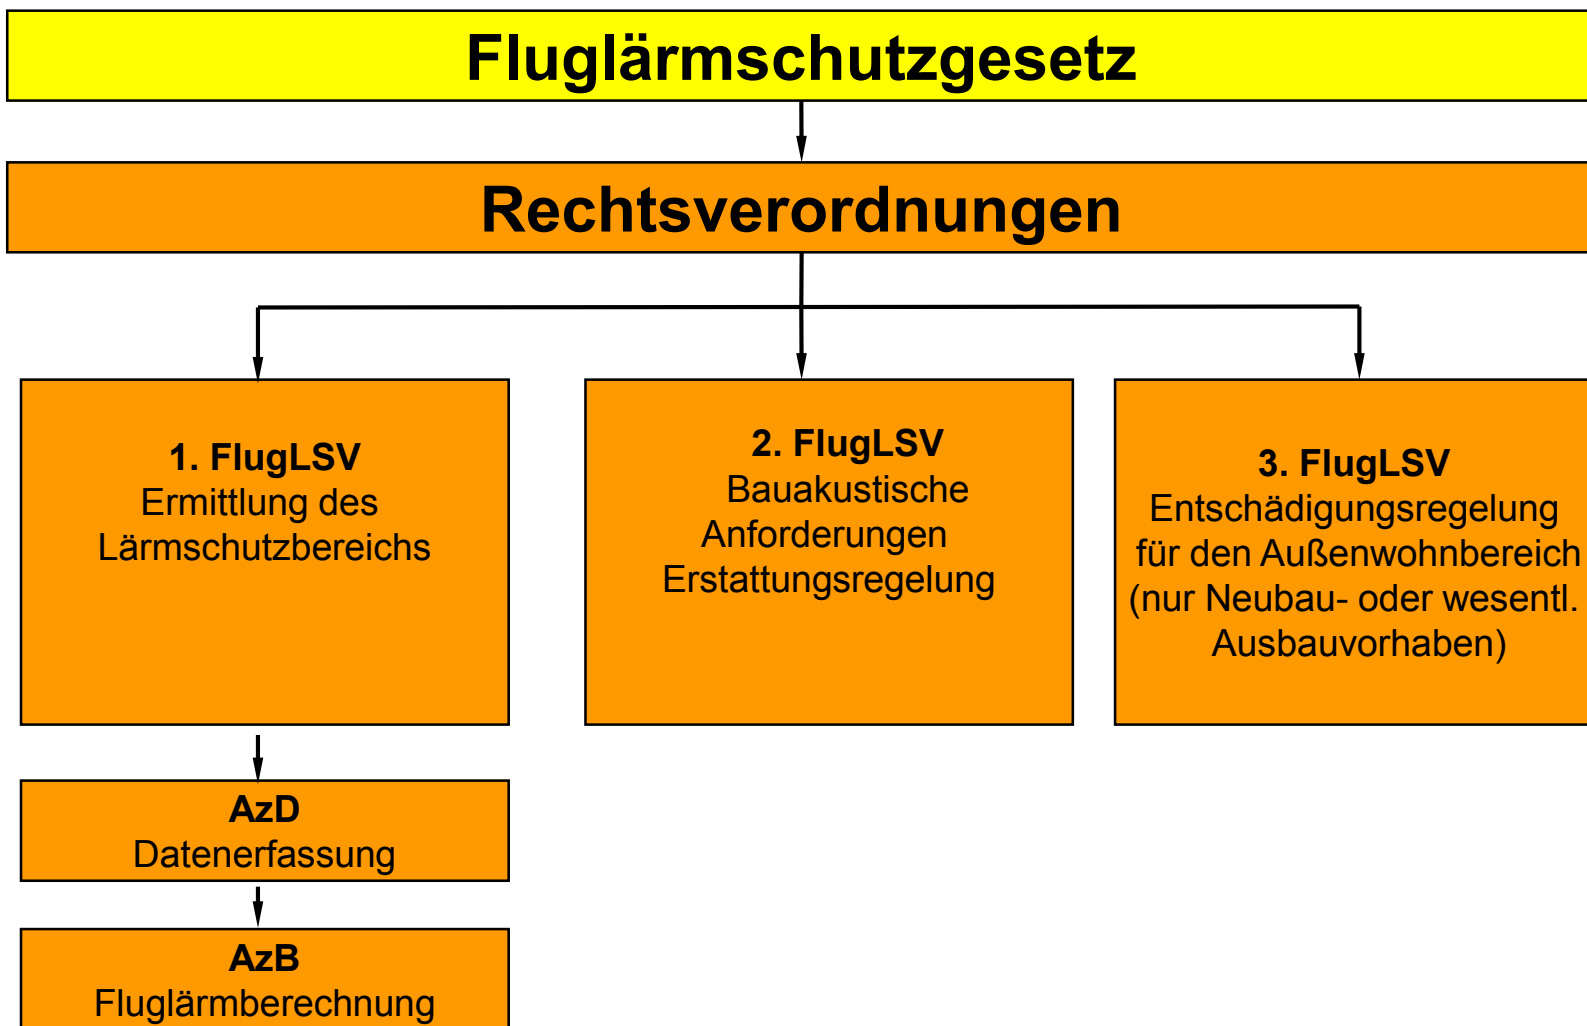 Fluglärmschutzgesetz
Rechtsverordnungen
1. FlugLSV
Ermittlung des
Lärmschutzbereichs
2. FlugLSV
Bauakustische
Anforderungen
Erstattungsregelung
3. FlugLSV
Entschädigungsregelung
für den Außenwohnbereich
(nur Neubau- oder wesentl.
Ausbauvorhaben)
AzD
Datenerfassung
AzB
Fluglärmberechnung